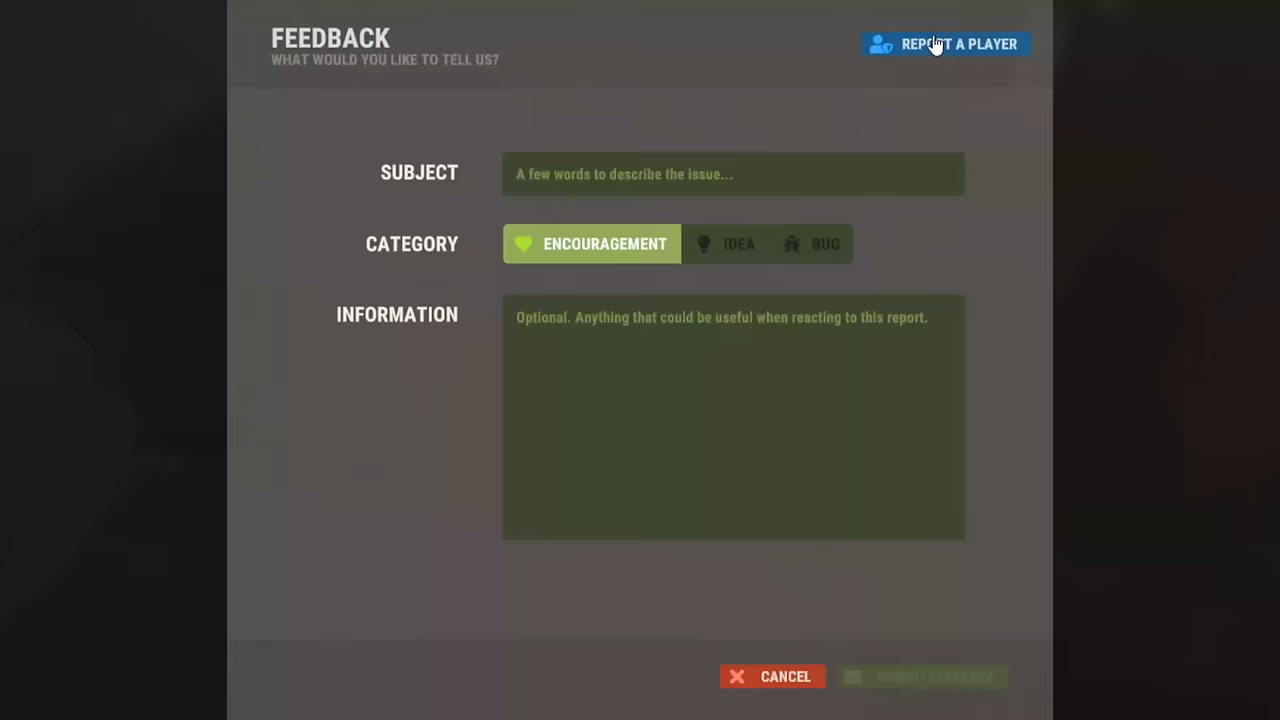 FEEDBACK
WHAT WOULD YOU LIKE TO TELL US?
REPORT A PLAYER
SUBJECT
A few words to describe the issue...
CATEGORY
ENCOURAGEMENT
IDEA
BUG
INFORMATION
Optional. Anything that could be useful when reacting to this report.
CANCEL